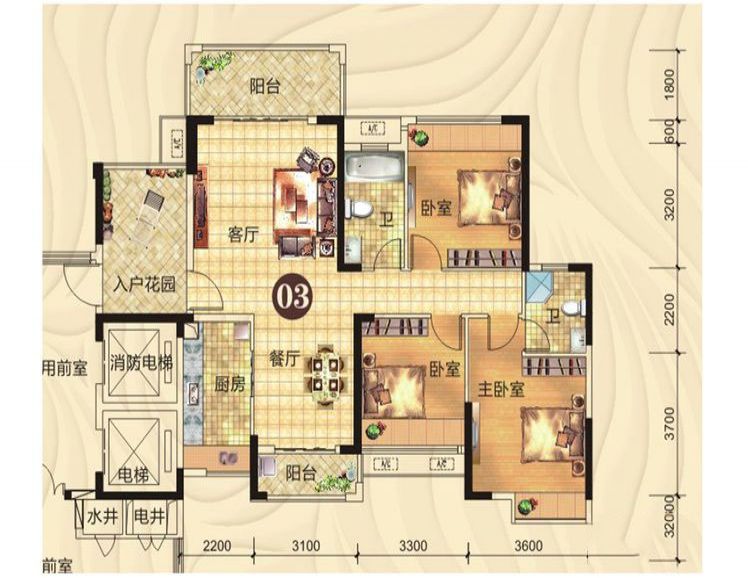 阳台
1800
A/C
A/C
600
客厅
卧室
卫
3200
入户花园
03
卫
2200
用前室
消防电梯
厨房
餐厅
卧室
主卧室
3700
电梯
阳台
A/C
A/C
水井
电井
前室
2200
3100
3300
3600